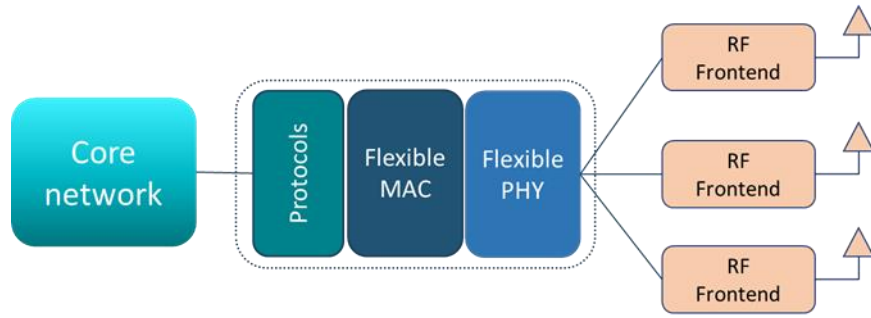 Core
network
Protocols
Flexible
MAC
Flexible
PHY
RF
Frontend
RF
Frontend
RF
Frontend